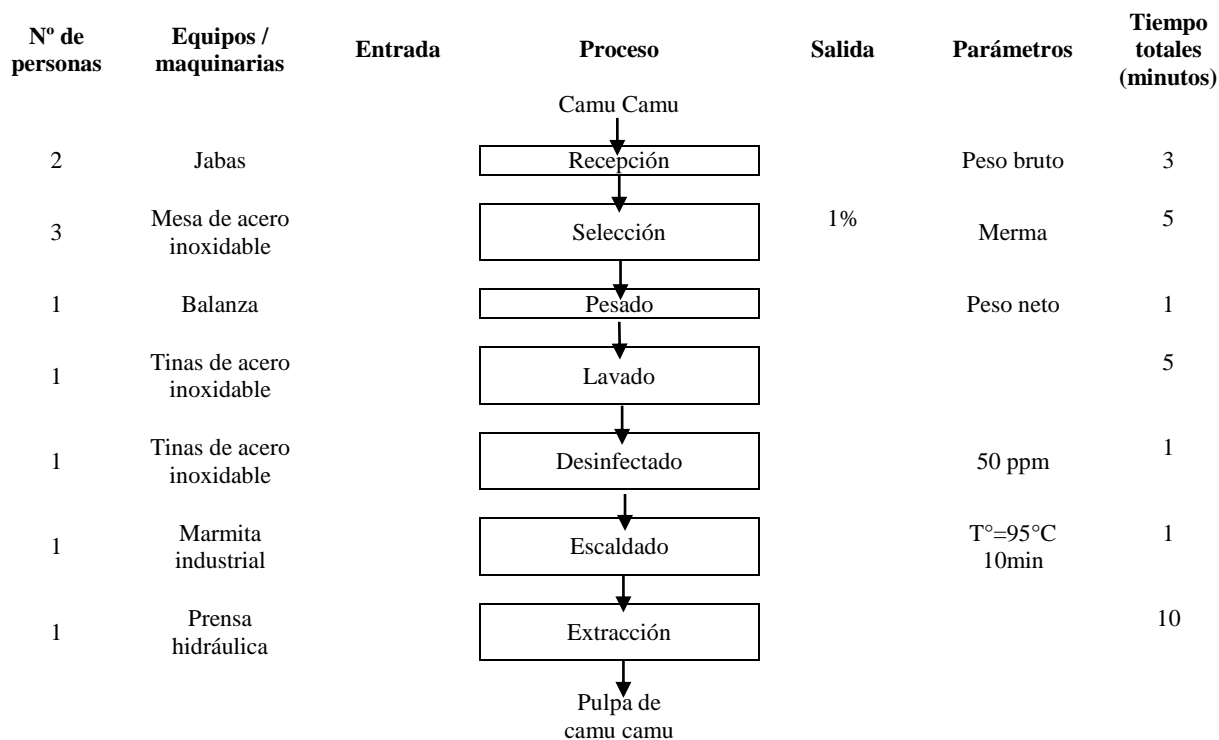 Nº de personas
Equipos / maquinarias
Entrada
Proceso
Salida
Parámetros
Tiempo totales (minutos)
Camu Camu
2
Jabas
Recepción
Peso bruto
3
3
Mesa de acero
inoxidable
Selección
1%
Merma
5
1
Balanza
Pesado
Peso neto
1
1
Tinas de acero
inoxidable
Lavado
5
1
Tinas de acero
inoxidable
Desinfectado
50 ppm
1
1
Marmita
industrial
Escaldado
T°=95°C
10min
1
1
Prensa
hidráulica
Extracción
10
Pulpa de
camu camu